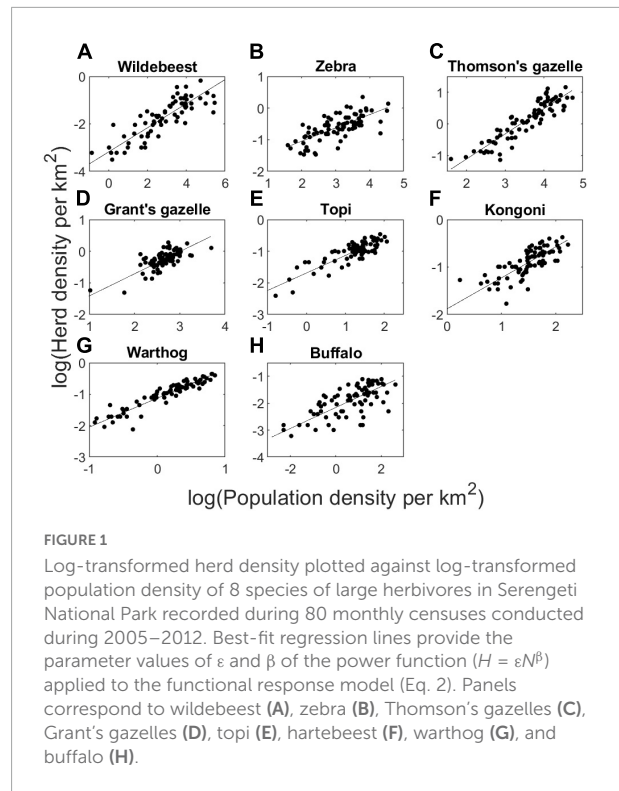 A
Wildebeest
0
-2
-4
0
2
4
6
B
Zebra
1
0
-1
-2
1
2
3
4
5
C
Thomson's gazelle
1
0
-1
2
3
4
5
D
Grant's gazelle
1
0
-1
-2
1
2
3
4
E
Topi
0
-1
-2
-3
-1
0
1
2
3
F
Kongoni
0
-1
-2
0
1
2
G
Warthog
0
-1
-2
-3
-1
0
1
H
Buffalo
-1
-2
-3
-4
-2
0
2
log(Herd density per km²)
log(Population density per km²)
FIGURE 1
Log-transformed herd density plotted against log-transformed
population density of 8 species of large herbivores in Serengeti
National Park recorded during 80 monthly censuses conducted
during 2005–2012. Best-fit regression lines provide the
parameter values of ε and β of the power function (H = εNᵝ)
applied to the functional response model (Eq. 2). Panels
correspond to wildebeest (A), zebra (B), Thomson's gazelles (C),
Grant's gazelles (D), topi (E), hartebeest (F), warthog (G), and
buffalo (H).